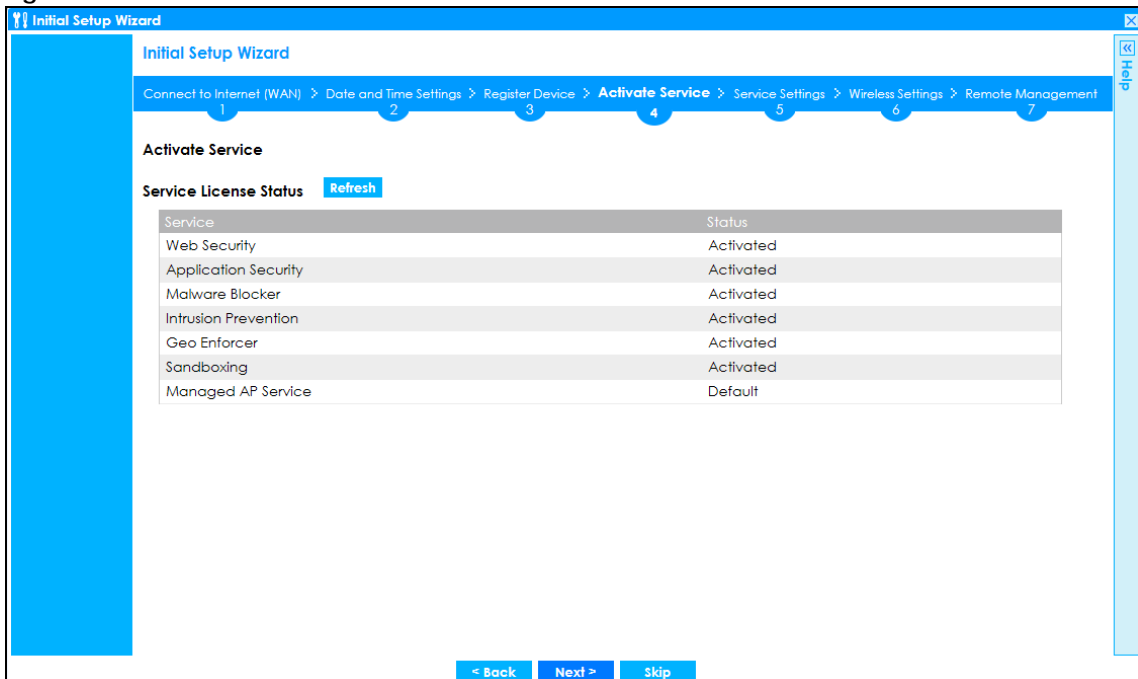 Initial Setup Wizard
Initial Setup Wizard
« Help
Connect to Internet (WAN) > Date and Time Settings > Register Device > Activate Service > Service Settings > Wireless Settings > Remote Management
1 2 3 4 5 6 7
Activate Service
Service License Status Refresh
Service Status
Web Security Activated
Application Security Activated
Malware Blocker Activated
Intrusion Prevention Activated
Geo Enforcer Activated
Sandboxing Activated
Managed AP Service Default
< Back Next > Skip